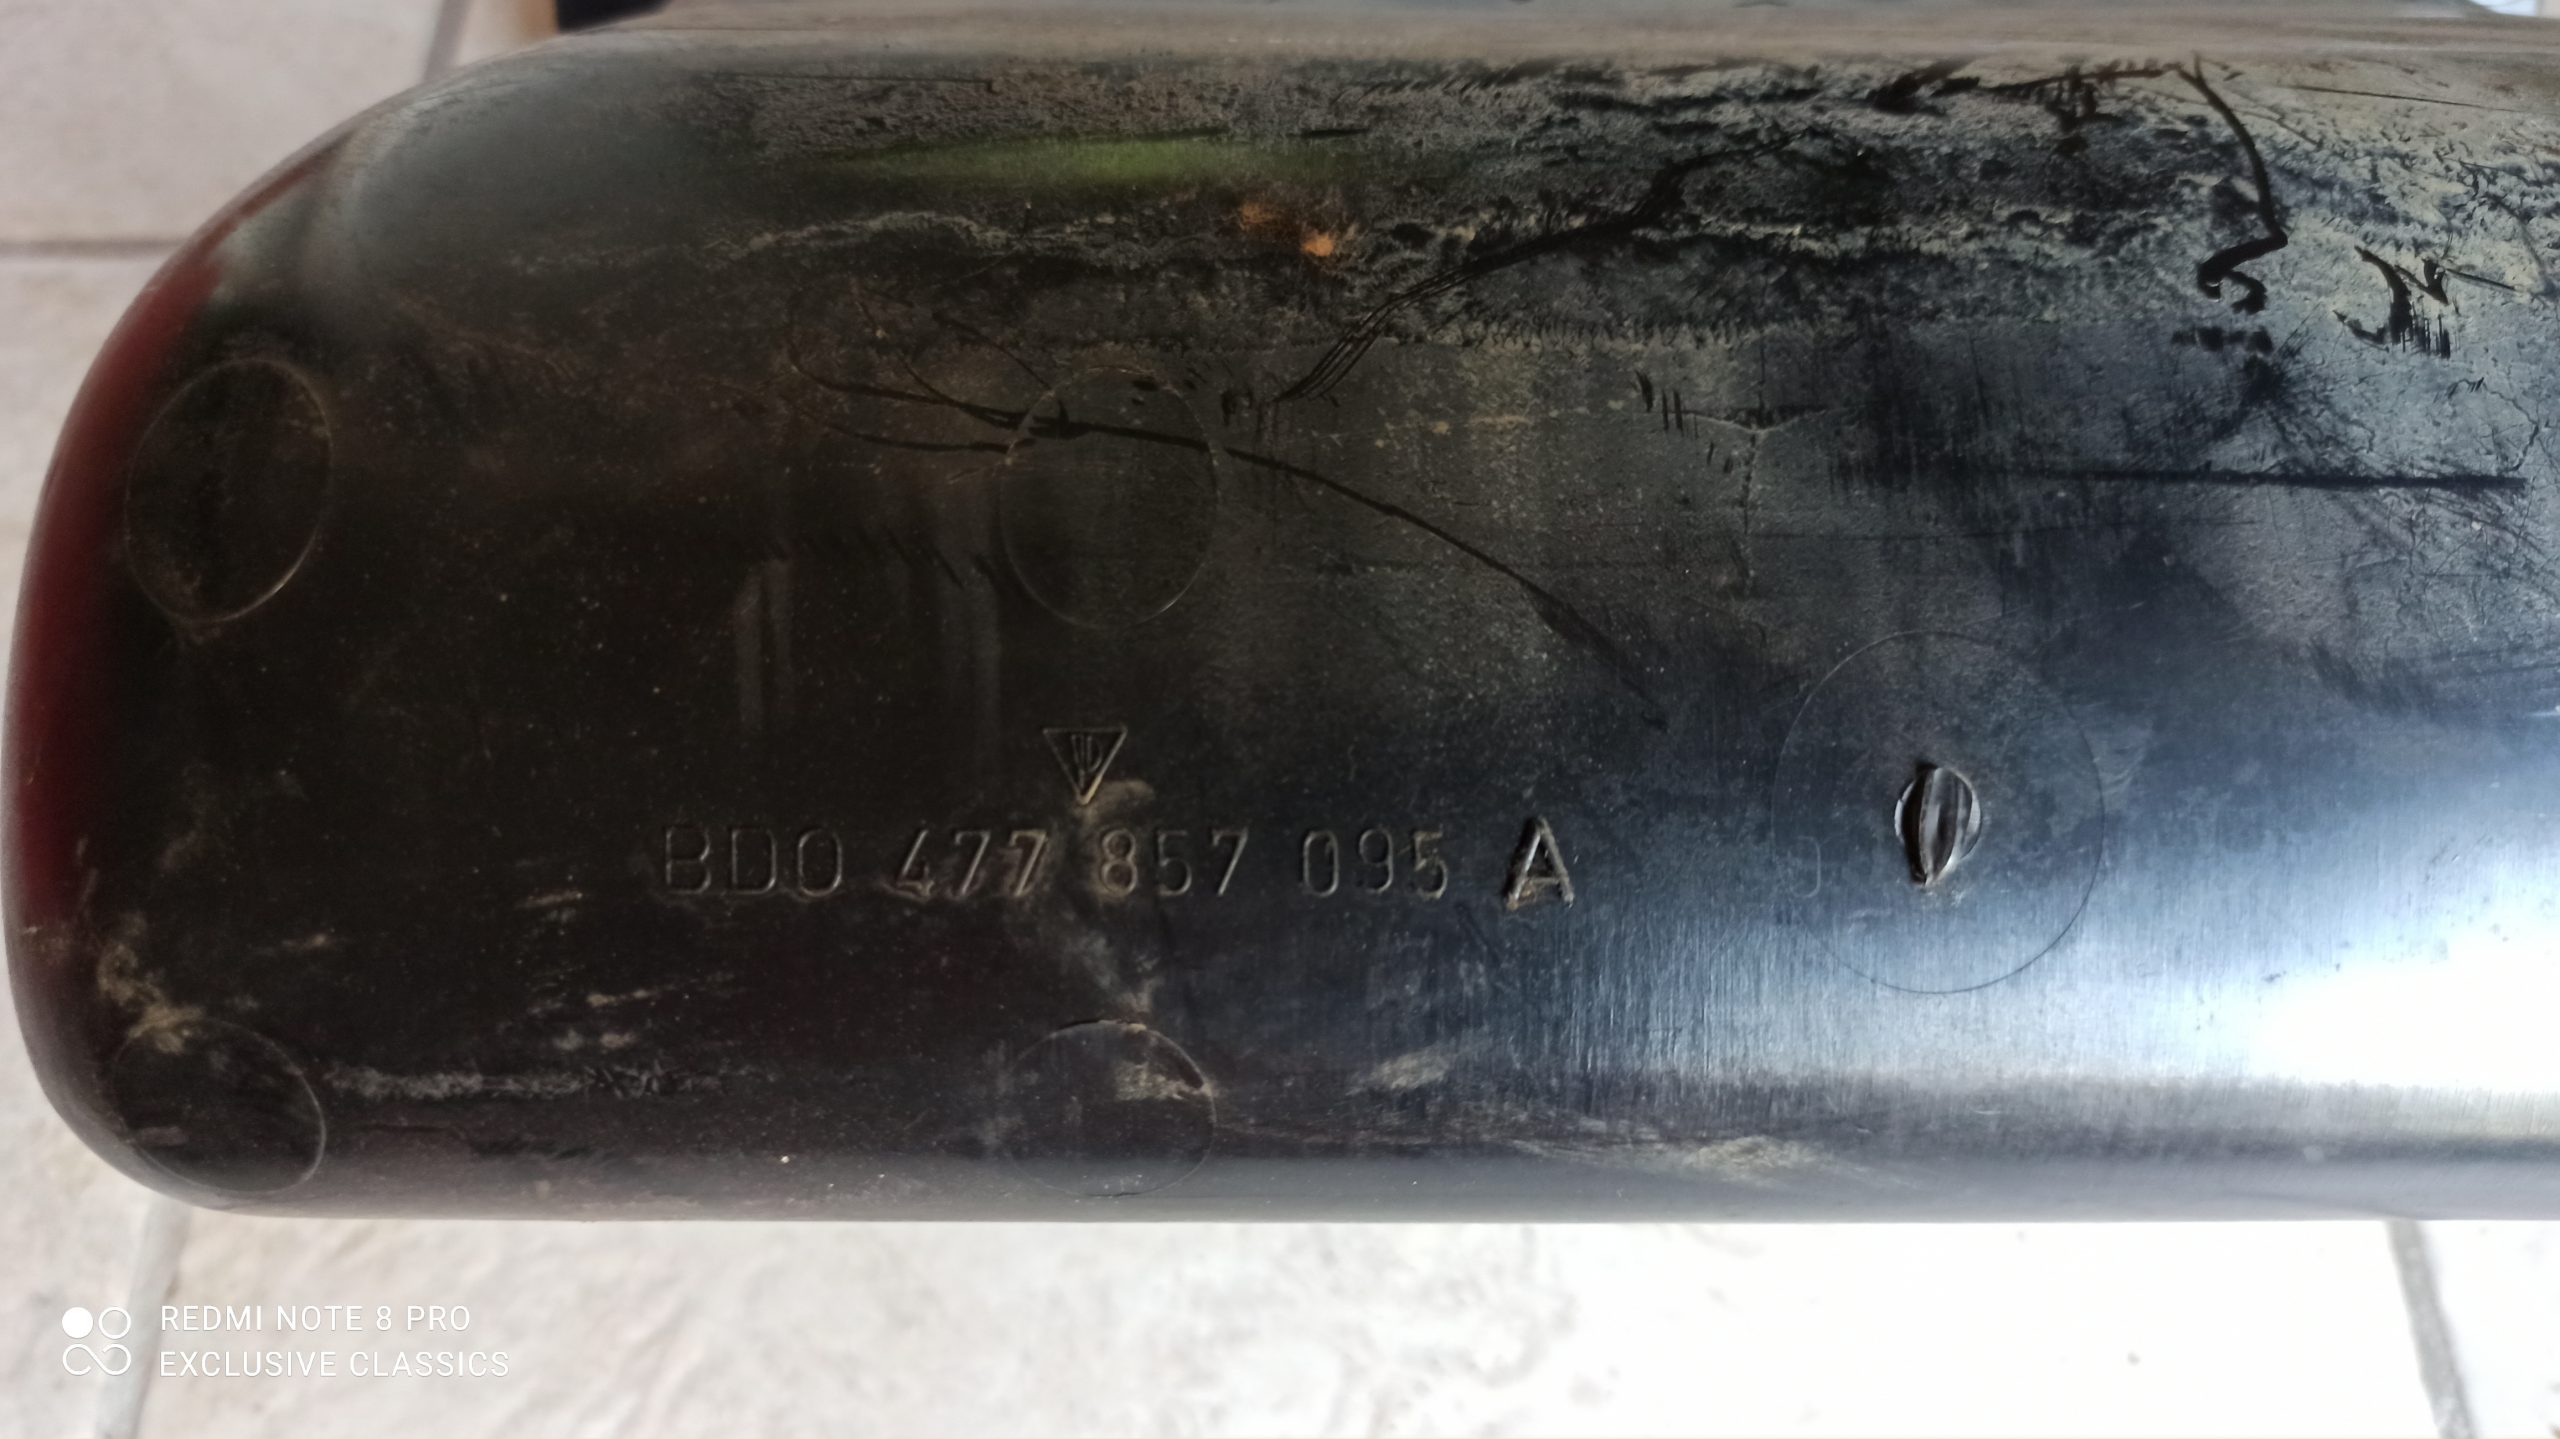 BDO 477 857 095 A
REDMI NOTE 8 PRO
EXCLUSIVE CLASSICS